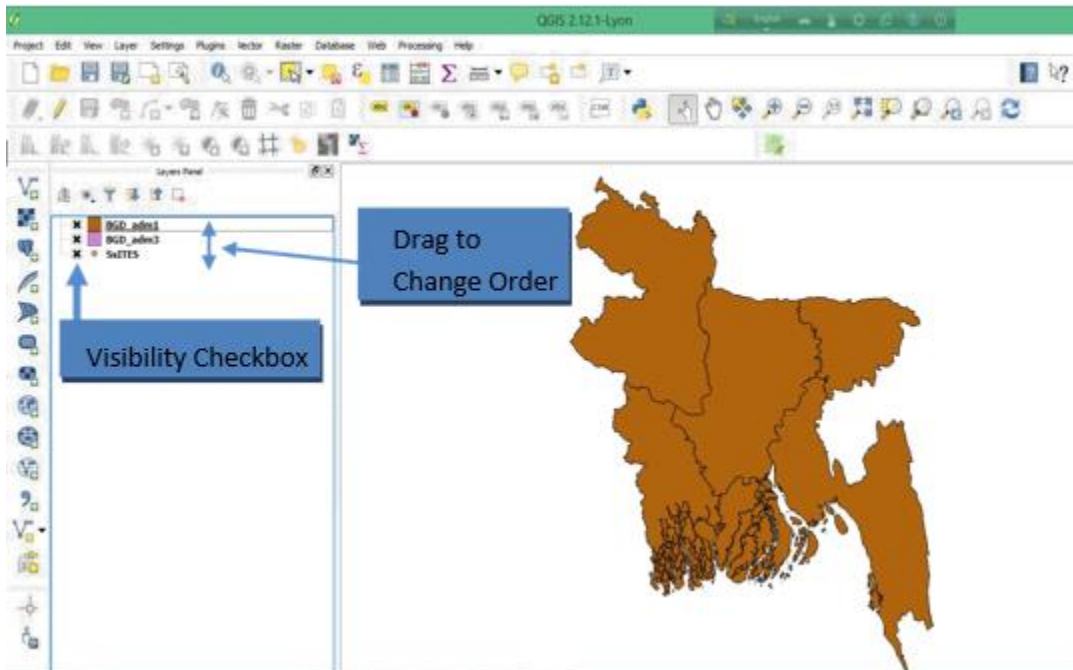 QGIS 2.12.1-Lyon
Project Edit View Layer Settings Plugins Vector Raster Database Web Processing Help
Layers Panel
BGD_adm1
BGD_adm3
SxITES
Drag to
Change Order
Visibility Checkbox